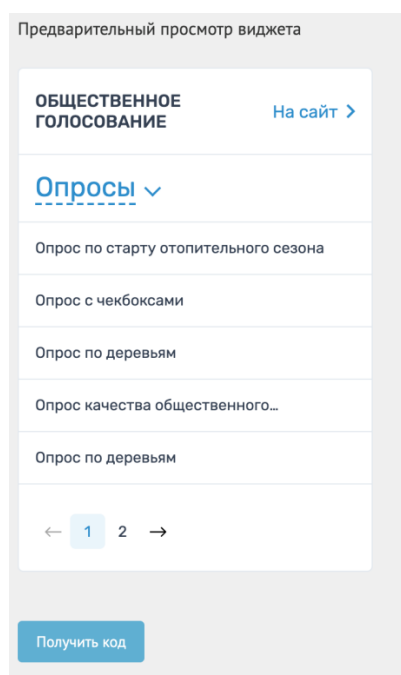 Предварительный просмотр виджета
ОБЩЕСТВЕННОЕ
ГОЛОСОВАНИЕ
На сайт
Опросы
Опрос по старту отопительного сезона
Опрос с чекбоксами
Опрос по деревьям
Опрос качества общественного...
Опрос по деревьям
← 1 2 →
Получить код